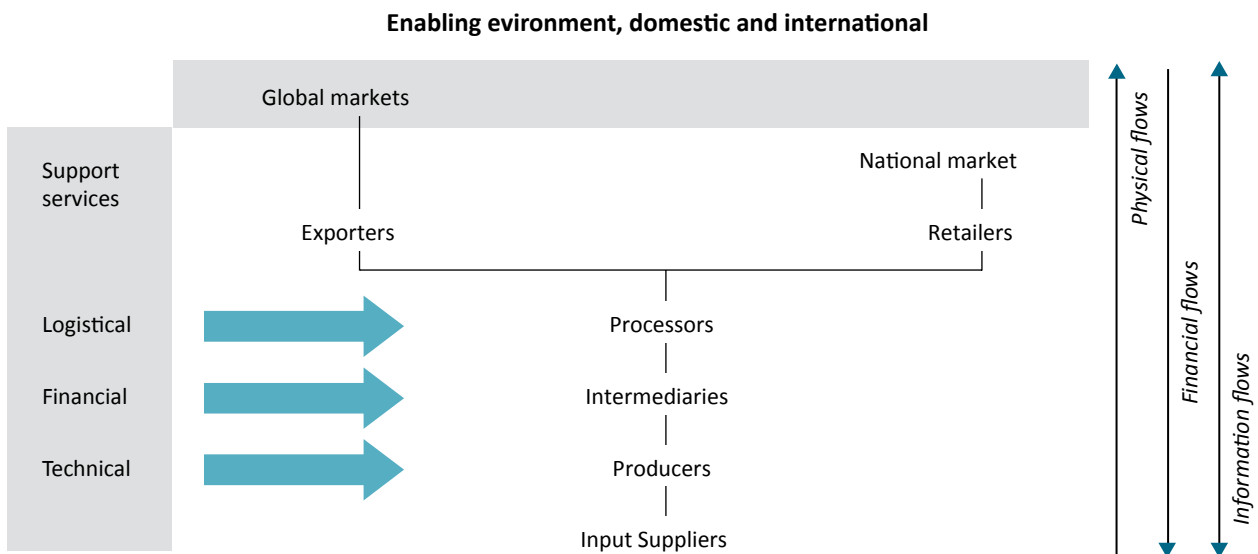 Enabling evironment, domestic and international
Global markets
Support
services
National market
Exporters
Retailers
Logistical
Processors
Financial
Intermediaries
Technical
Producers
Input Suppliers
Physical flows
Financial flows
Information flows